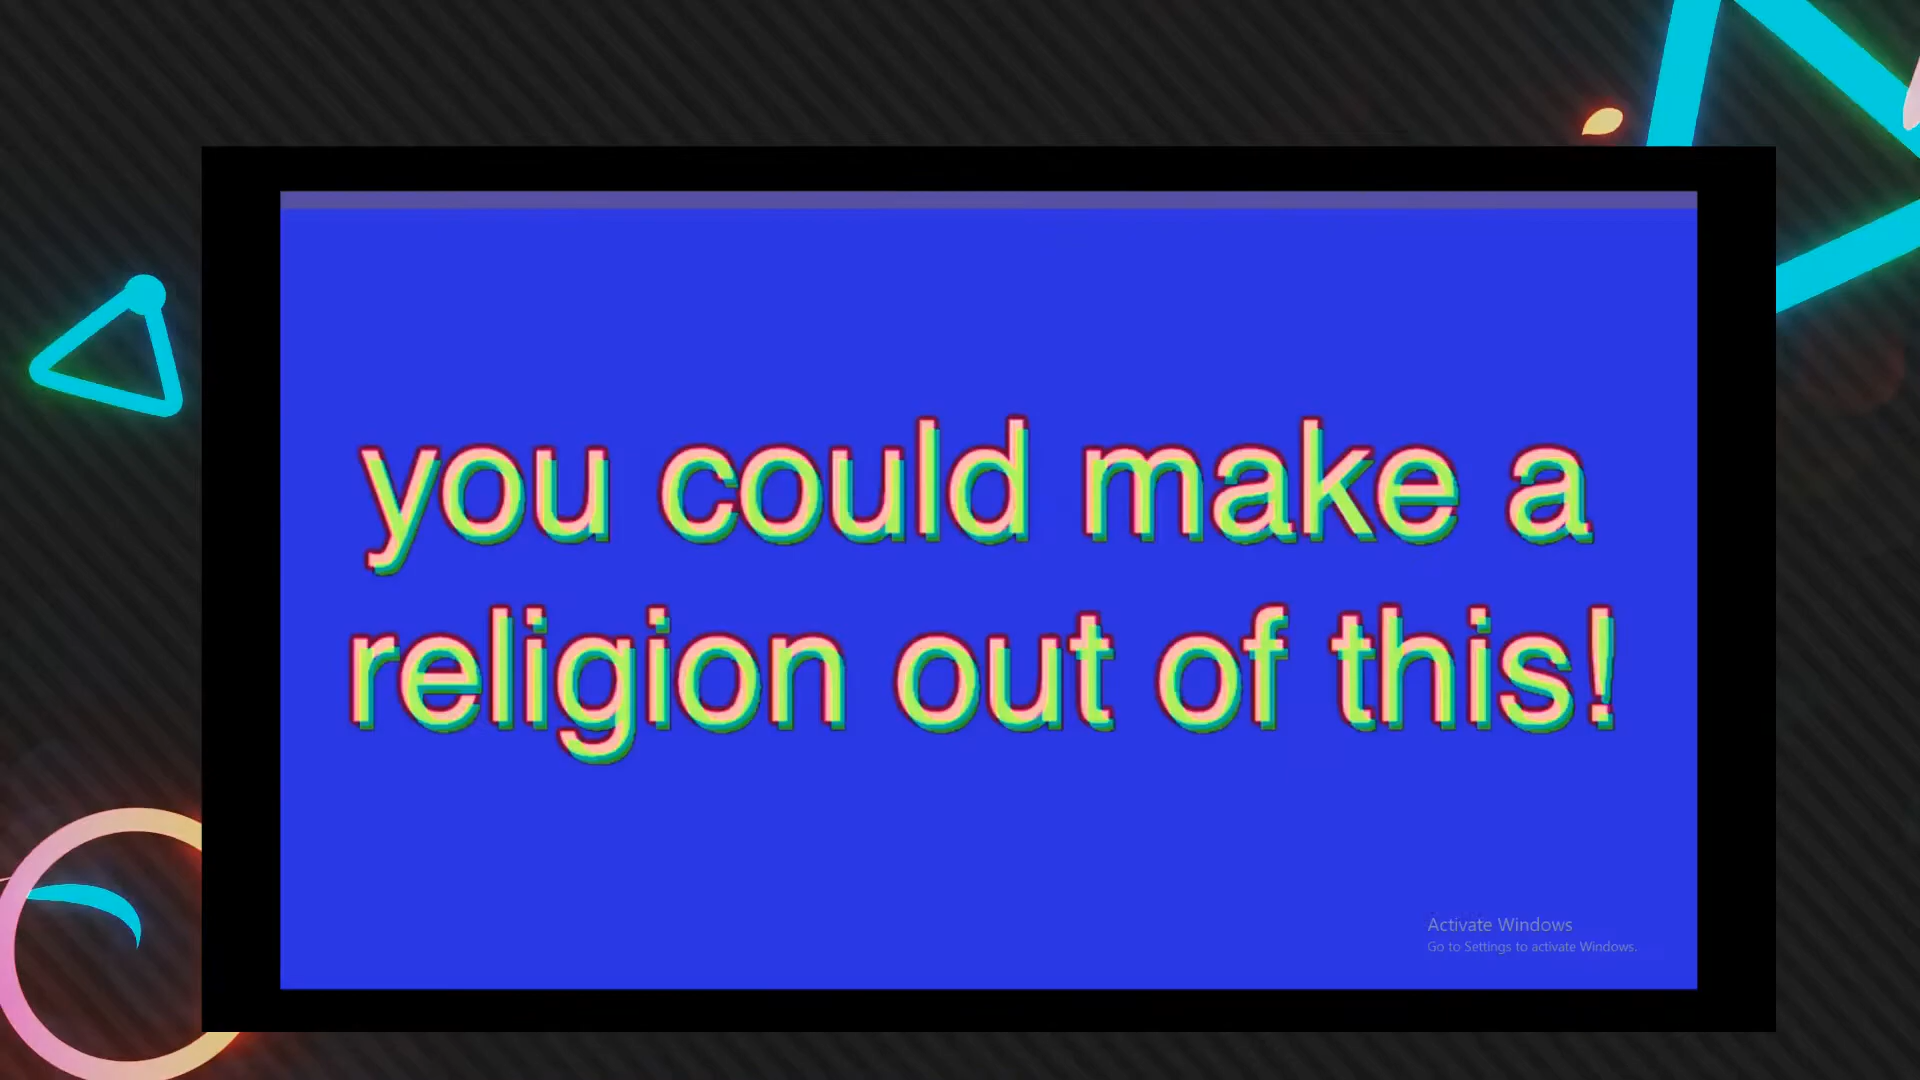 you could make a
religion out of this!
Activate Windows
Go to Settings to activate Windows.